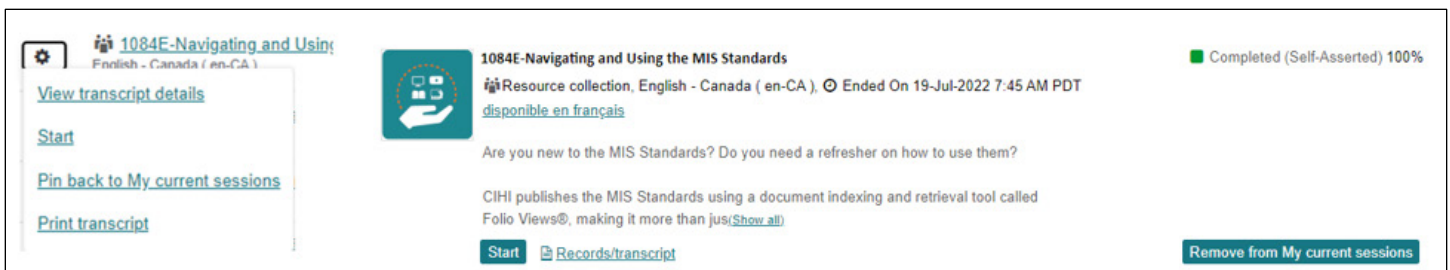 1084E-Navigating and Using
English - Canada ( en-CA )
View transcript details
Start
Pin back to My current sessions
Print transcript
1084E-Navigating and Using the MIS Standards
Resource collection, English - Canada ( en-CA ), Ended On 19-Jul-2022 7:45 AM PDT
disponible en français
Are you new to the MIS Standards? Do you need a refresher on how to use them?
CIHI publishes the MIS Standards using a document indexing and retrieval tool called
Folio Views®, making it more than jus(Show all)
Start Records/transcript
Completed (Self-Asserted) 100%
Remove from My current sessions